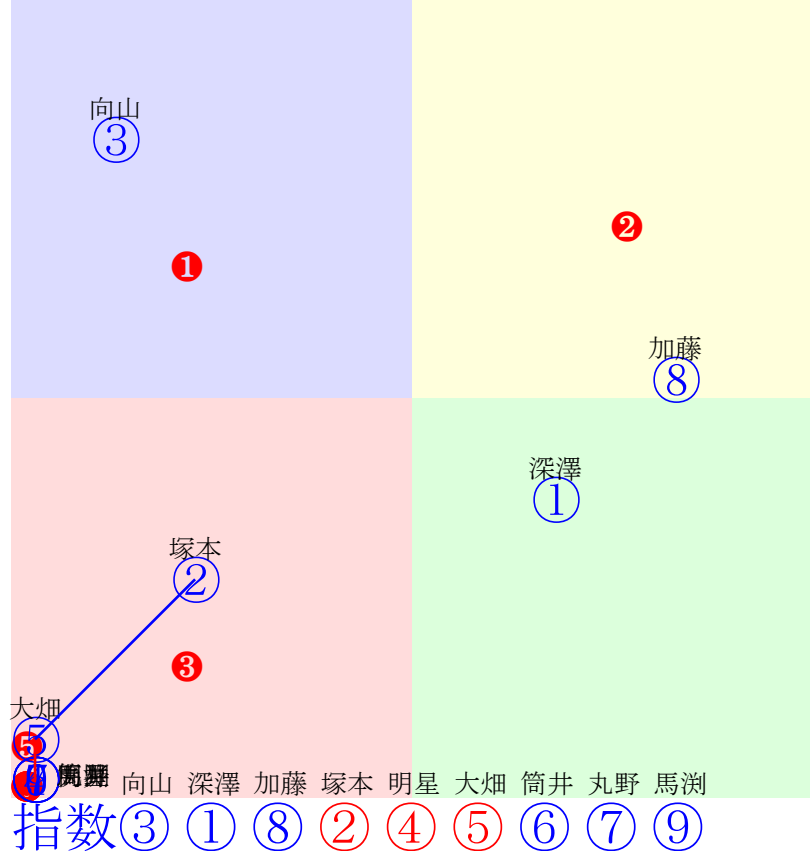 向山
③
❷
❶
加藤
⑧
深澤
①
塚本
②
❸
大畑
⑤
❺
向山 深澤 加藤 塚本 明星 大畑 筒井 丸野 馬渕
指数③①⑧②④⑤⑥⑦⑨